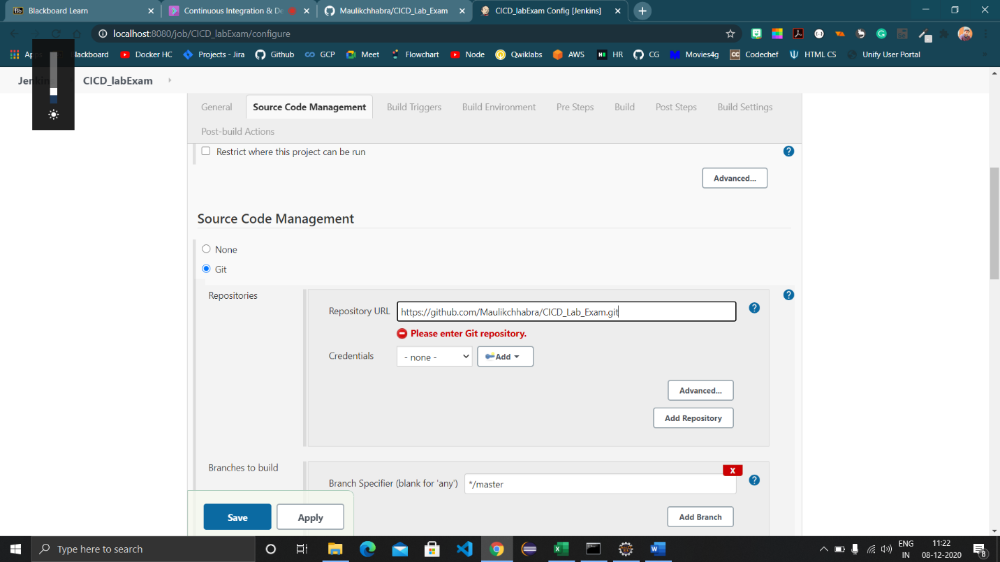 Blackboard Learn
Continuous Integration & De
Maulikchhabra/CICD_Lab_Exam
CICD_labExam Config [Jenkins]
localhost:8080/job/CICD_labExam/configure
Blackboard
Docker HC
Projects - Jira
Github
GCP
Meet
Flowchart
Node
Qwiklabs
AWS
HR
CG
Movies4g
Codechef
HTML CS
Unify User Portal
CICD_labExam
General
Source Code Management
Build Triggers
Build Environment
Pre Steps
Build
Post Steps
Build Settings
Post-build Actions
Restrict where this project can be run
Advanced...
Source Code Management
None
Git
Repositories
Repository URL
https://github.com/Maulikchhabra/CICD_Lab_Exam.git
Please enter Git repository.
Credentials
- none -
Add
Advanced...
Add Repository
Branches to build
X
Branch Specifier (blank for 'any')
*/master
Save
Apply
Add Branch
Type here to search
ENG
IN
11:22
08-12-2020
8